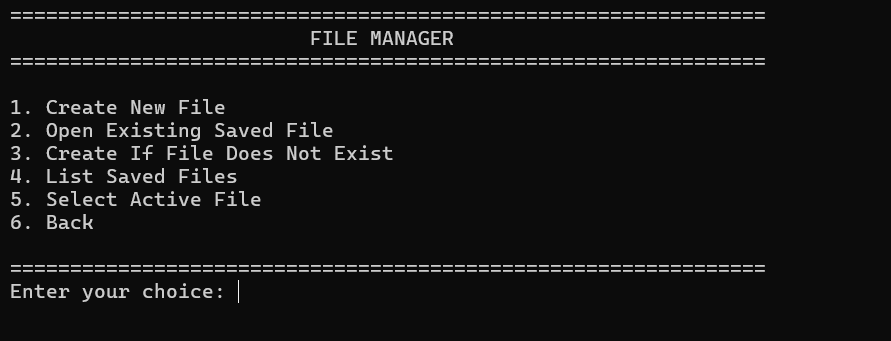 ===============================================================
FILE MANAGER
===============================================================
1. Create New File
2. Open Existing Saved File
3. Create If File Does Not Exist
4. List Saved Files
5. Select Active File
6. Back
===============================================================
Enter your choice: